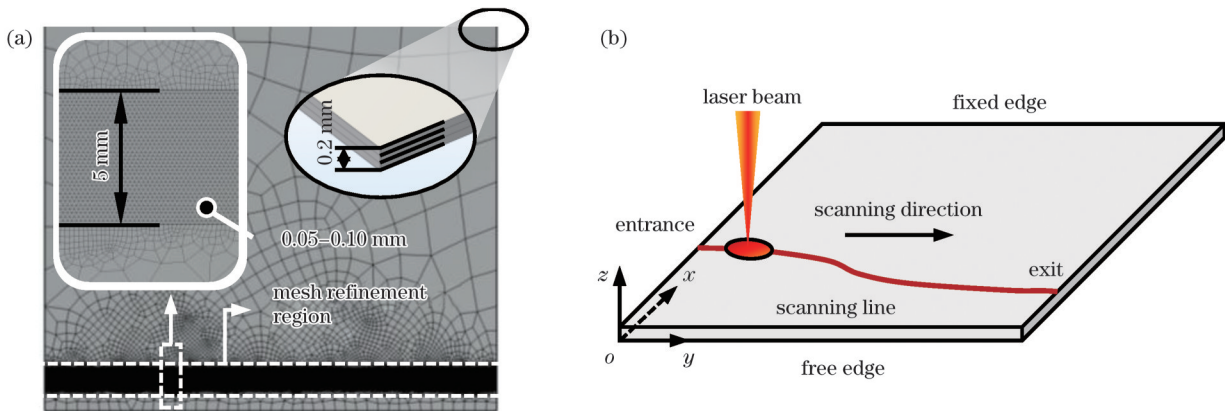 (a)
5 mm
0.2 mm
0.05–0.10 mm
mesh refinement
region
(b)
laser beam
fixed edge
entrance
scanning direction
exit
z
x
scanning line
o
y
free edge